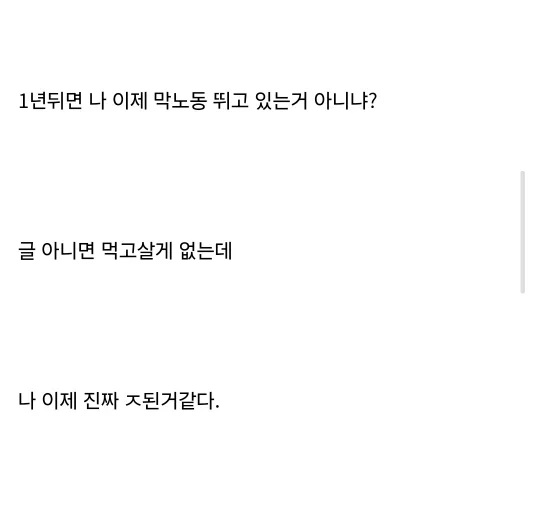 1년뒤면 나 이제 막노동 뛰고 있는거 아니냐?
글 아니면 먹고살게 없는데
나 이제 진짜 ㅈ된거같다.